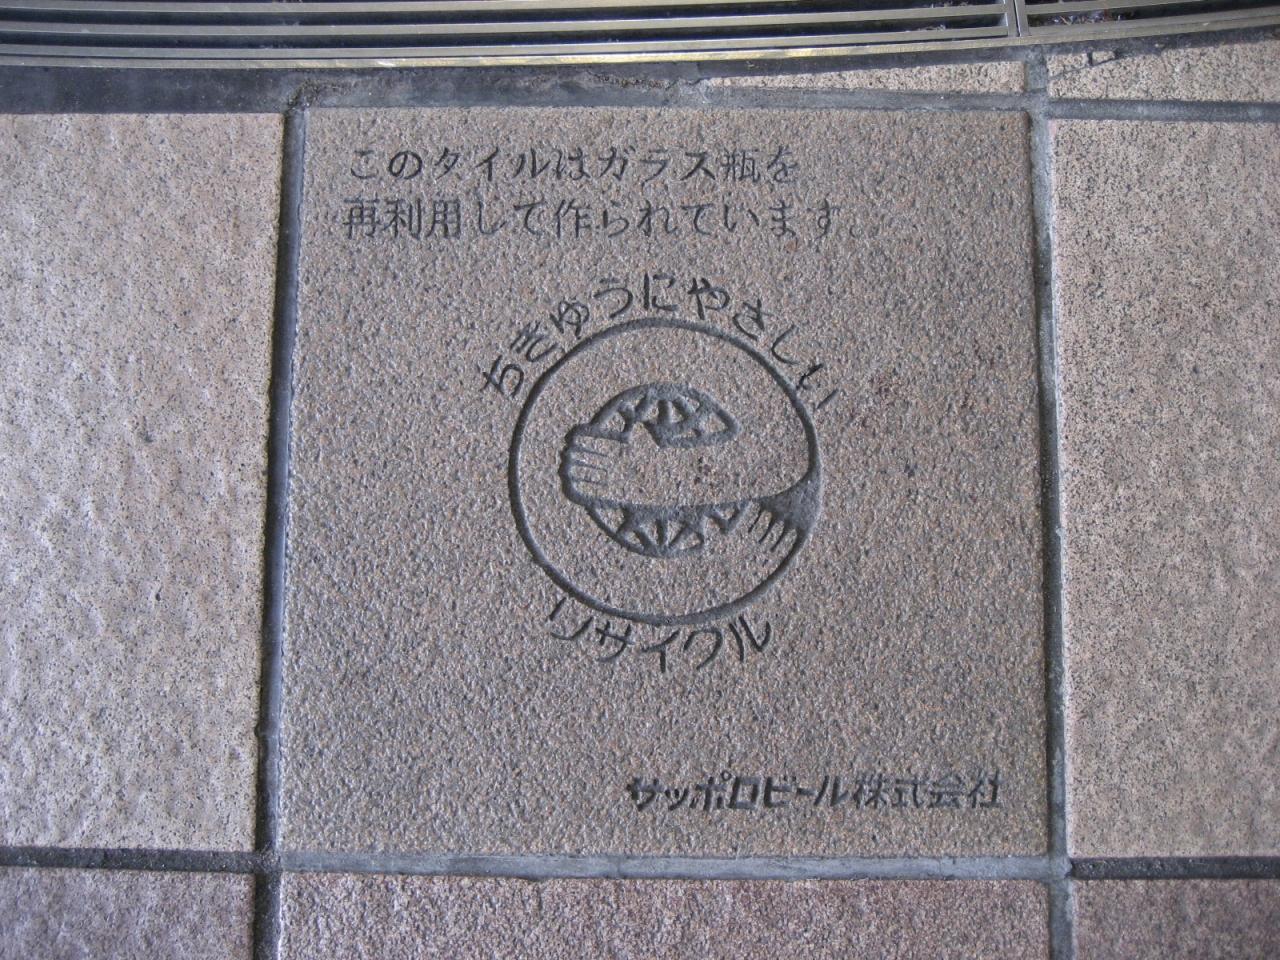 このタイルはガラス瓶を
再利用して作られています。
ちきゅうにやさしい
リサイクル
サッポロビール株式会社